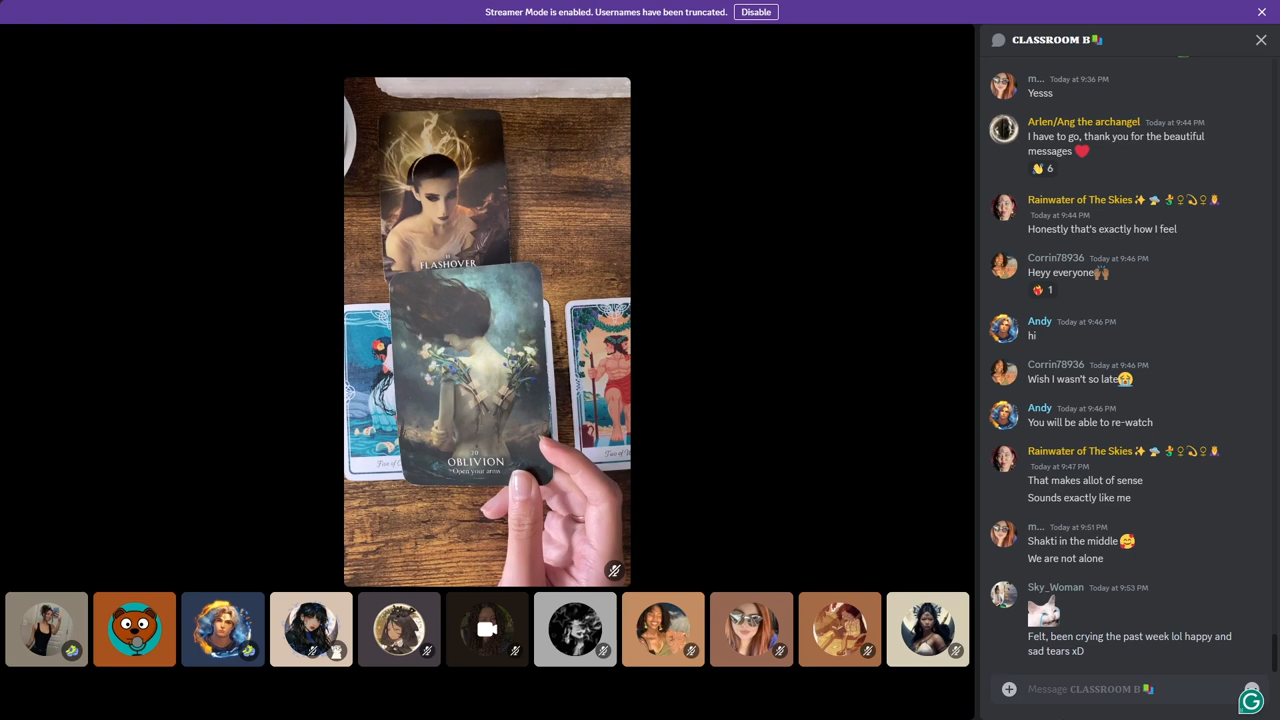 Streamer Mode is enabled. Usernames have been truncated.
Disable
FLASHOVER
20
OBLIVION
Open your arms
Five of C
Two of W
CLASSROOM B
m... Today at 9:36 PM
Yesss
Arlen/Ang the archangel Today at 9:44 PM
I have to go, thank you for the beautiful
messages ❤️
👋 6
Rainwater of The Skies
Today at 9:44 PM
Honestly that's exactly how I feel
Corrin78936 Today at 9:46 PM
Heyy everyone🙌🏾
1
Andy Today at 9:46 PM
hi
Corrin78936 Today at 9:46 PM
Wish I wasn't so late😭
Andy Today at 9:46 PM
You will be able to re-watch
Rainwater of The Skies
Today at 9:47 PM
That makes allot of sense
Sounds exactly like me
m... Today at 9:51 PM
Shakti in the middle 🥰
We are not alone
Sky_Woman Today at 9:53 PM
Felt, been crying the past week lol happy and
sad tears xD
Message CLASSROOM B